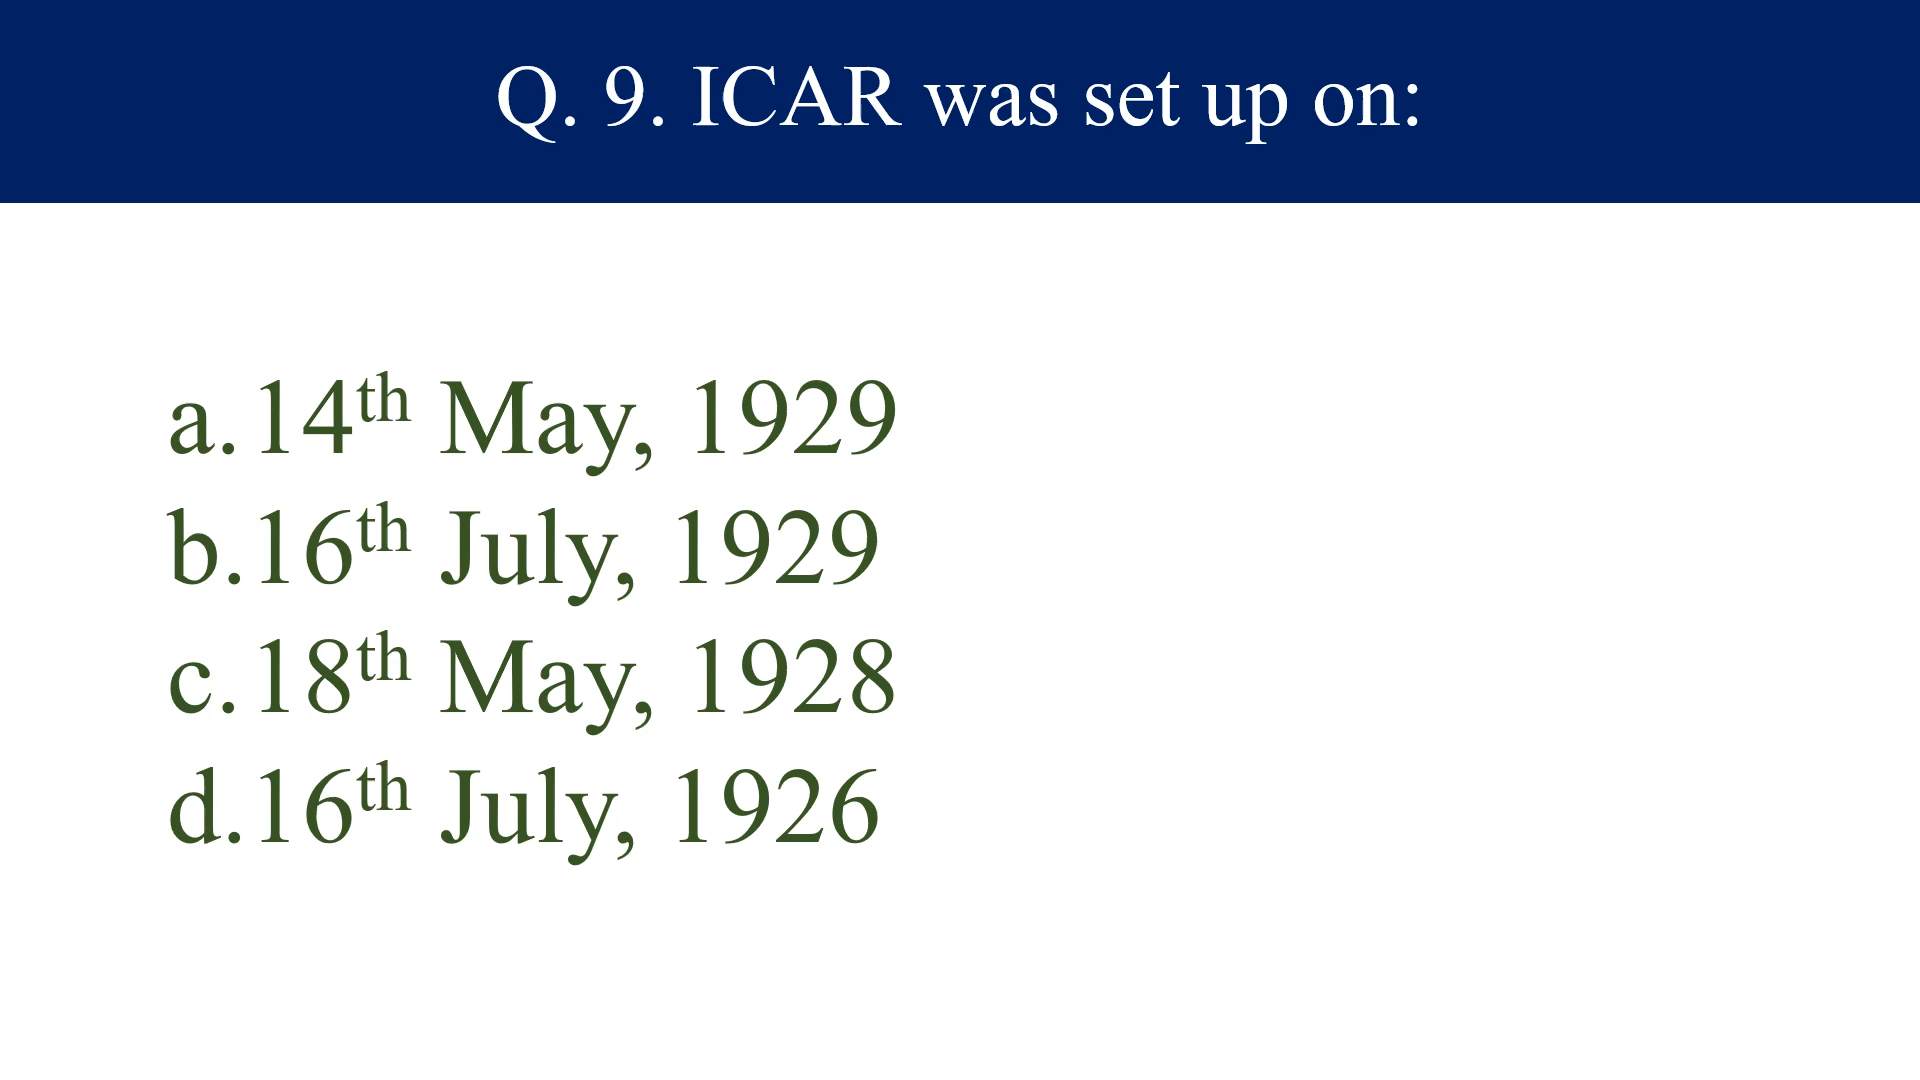 Q. 9. ICAR was set up on:
a. 14th May, 1929
b. 16th July, 1929
c. 18th May, 1928
d. 16th July, 1926